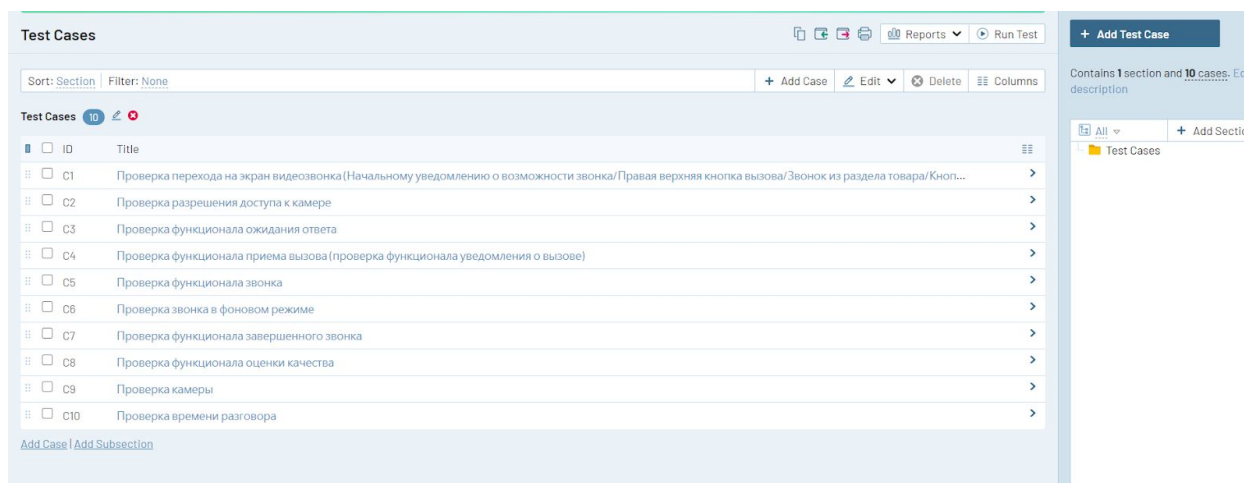 Test Cases
Reports
Run Test
+ Add Test Case
Sort: Section | Filter: None
+ Add Case
Edit
Delete
Columns
Contains 1 section and 10 cases. Ed
description
Test Cases 10
All
+ Add Sectio
Test Cases
ID Title
C1 Проверка перехода на экран видеозвонка (Начальному уведомлению о возможности звонка/Правая верхняя кнопка вызова/Звонок из раздела товара/Кноп...
C2 Проверка разрешения доступа к камере
C3 Проверка функционала ожидания ответа
C4 Проверка функционала приема вызова (проверка функционала уведомления о вызове)
C5 Проверка функционала звонка
C6 Проверка звонка в фоновом режиме
C7 Проверка функционала завершенного звонка
C8 Проверка функционала оценки качества
C9 Проверка камеры
C10 Проверка времени разговора
Add Case | Add Subsection